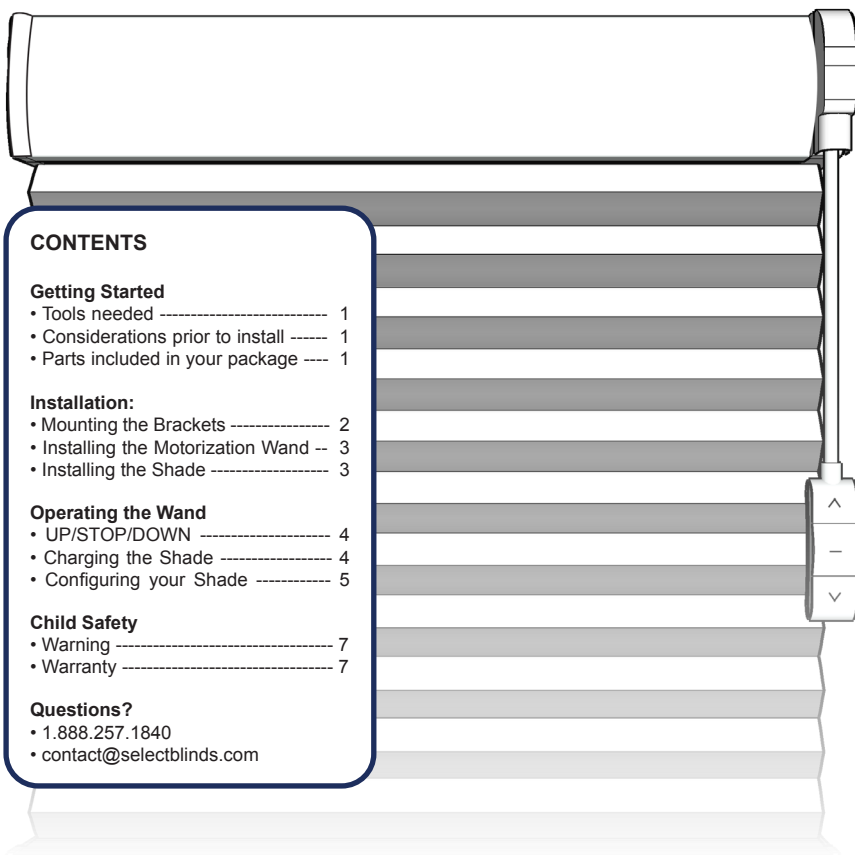 CONTENTS
Getting Started
• Tools needed --------------------------- 1
• Considerations prior to install ------ 1
• Parts included in your package ---- 1
Installation:
• Mounting the Brackets ---------------- 2
• Installing the Motorization Wand -- 3
• Installing the Shade ------------------- 3
Operating the Wand
• UP/STOP/DOWN --------------------- 4
• Charging the Shade ------------------ 4
• Configuring your Shade ------------ 5
Child Safety
• Warning ----------------------------------- 7
• Warranty ---------------------------------- 7
Questions?
• 1.888.257.1840
• contact@selectblinds.com